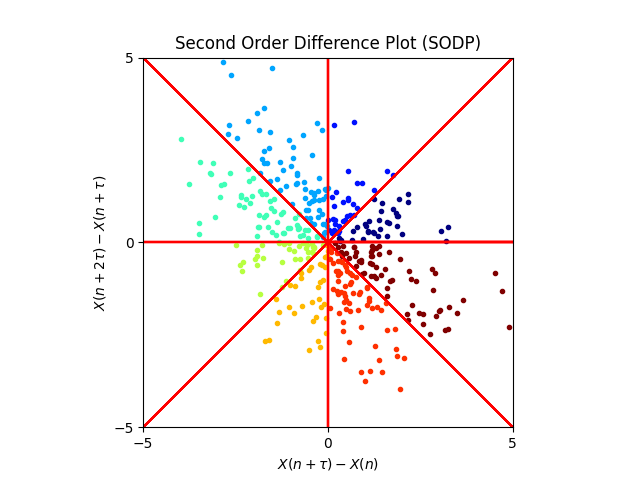 Second Order Difference Plot (SODP)
5
0
−5
X(n + 2τ) − X(n + τ)
−5 0 5
X(n + τ) − X(n)